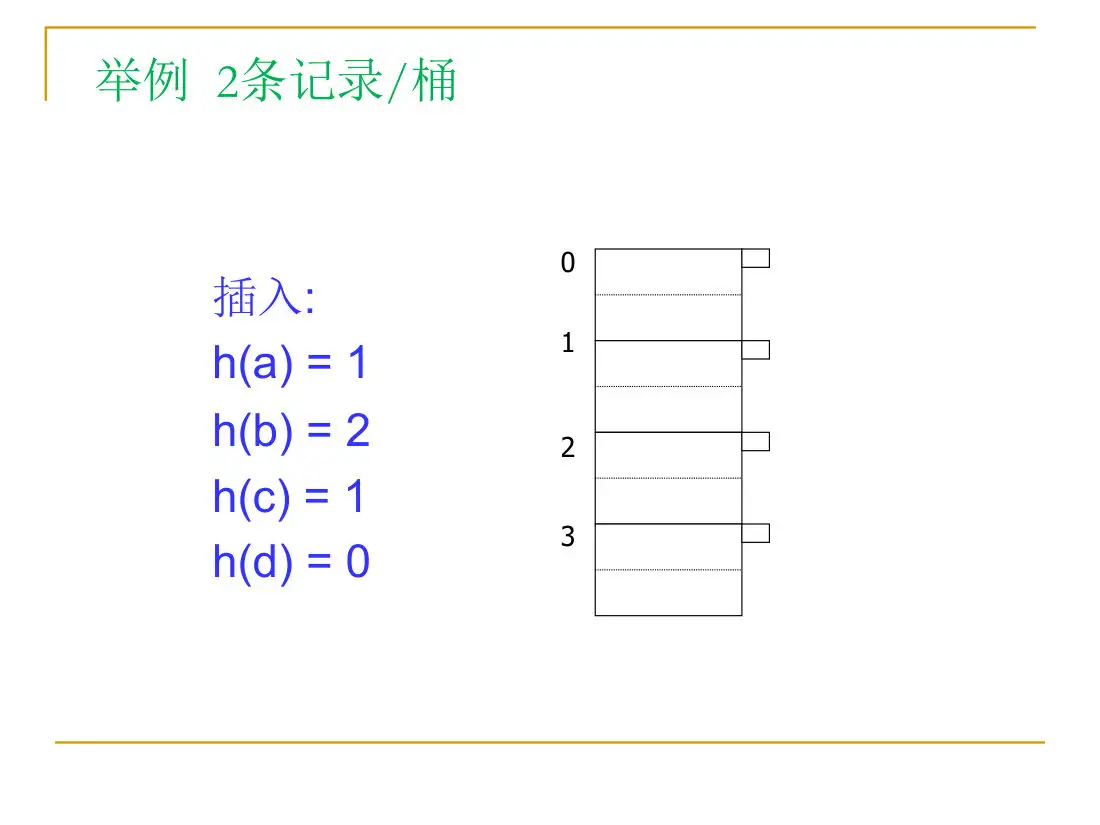 举例 2条记录/桶
插入:
h(a) = 1
h(b) = 2
h(c) = 1
h(d) = 0
0
1
2
3